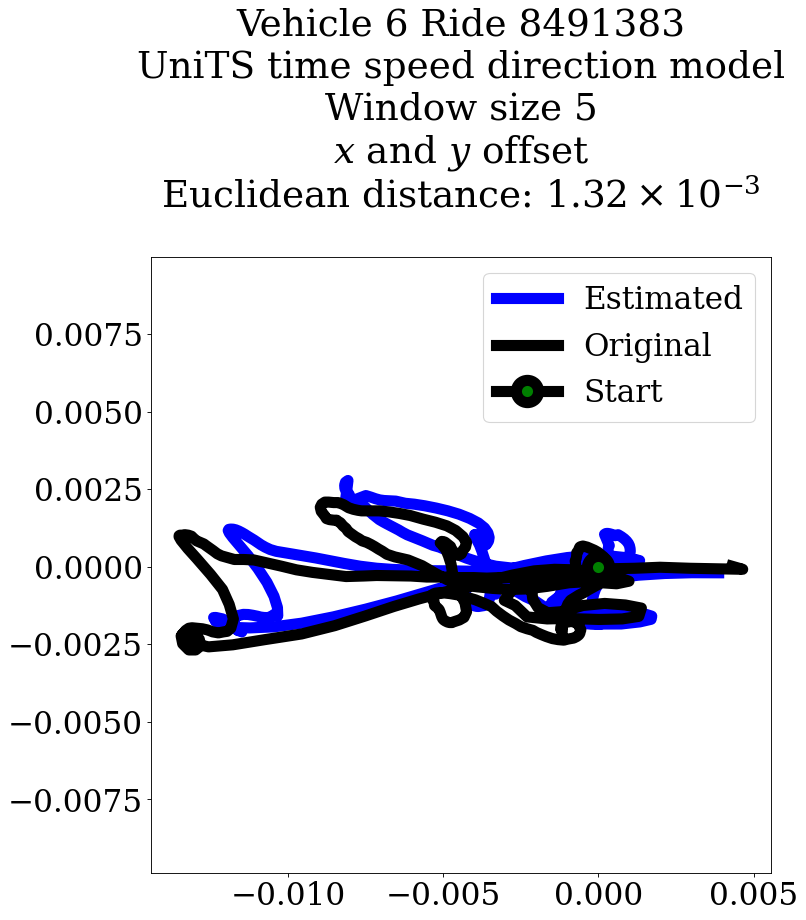 Vehicle 6 Ride 8491383
UniTS time speed direction model
Window size 5
x and y offset
Euclidean distance: 1.32 × 10⁻³
Estimated
Original
Start
0.0075
0.0050
0.0025
0.0000
−0.0025
−0.0050
−0.0075
−0.010 −0.005 0.000 0.005